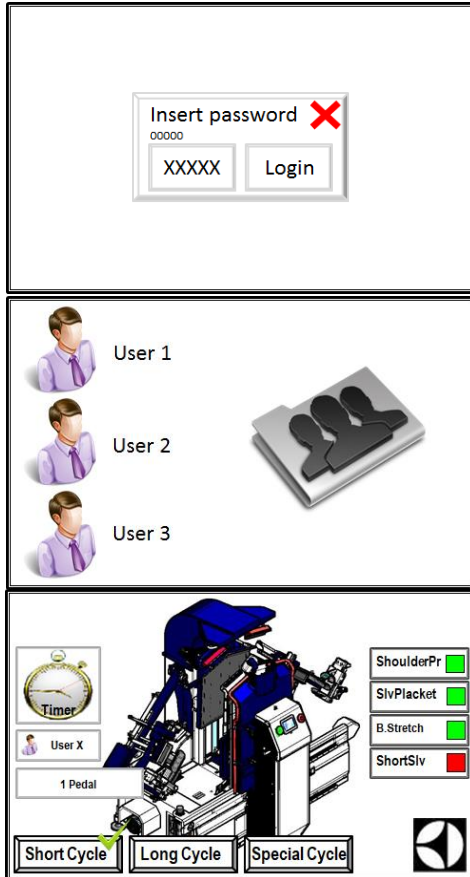 Insert password
00000
XXXXX
Login
User 1
User 2
User 3
Timer
User X
1 Pedal
ShoulderPr
SlvPlacket
B.Stretch
ShortSlv
Short Cycle
Long Cycle
Special Cycle